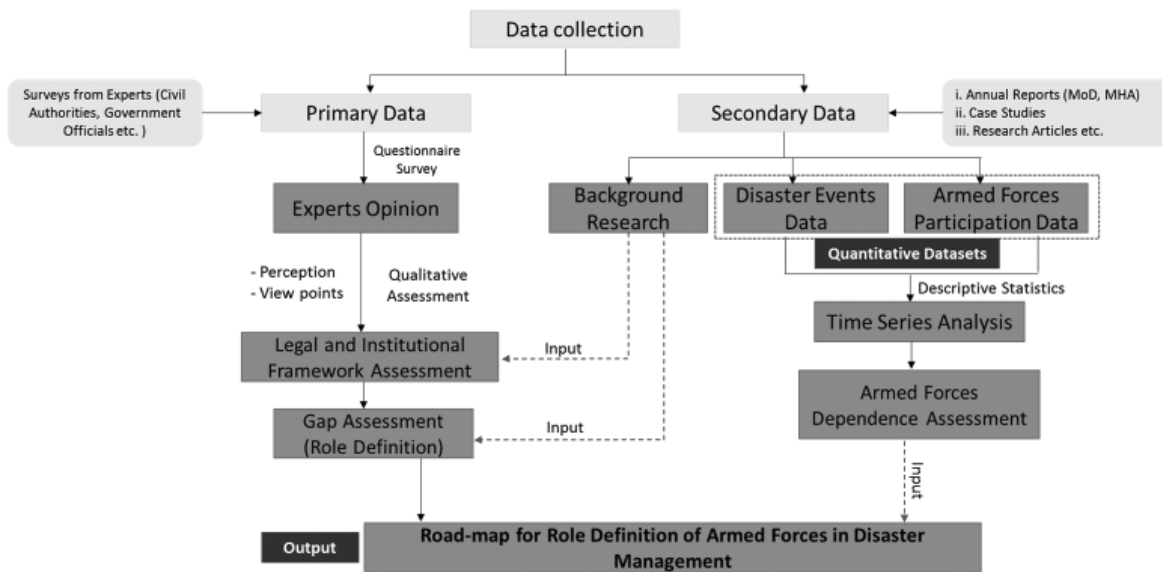 Data collection
Surveys from Experts (Civil
Authorities, Government
Officials etc. )
Primary Data
Secondary Data
i. Annual Reports (MoD, MHA)
ii. Case Studies
iii. Research Articles etc.
Questionnaire
Survey
Experts Opinion
Background
Research
Disaster Events
Data
Armed Forces
Participation Data
Quantitative Datasets
- Perception
- View points
Qualitative
Assessment
Descriptive Statistics
Time Series Analysis
Legal and Institutional
Framework Assessment
Input
Armed Forces
Dependence Assessment
Gap Assessment
(Role Definition)
Input
Input
Output
Road-map for Role Definition of Armed Forces in Disaster
Management